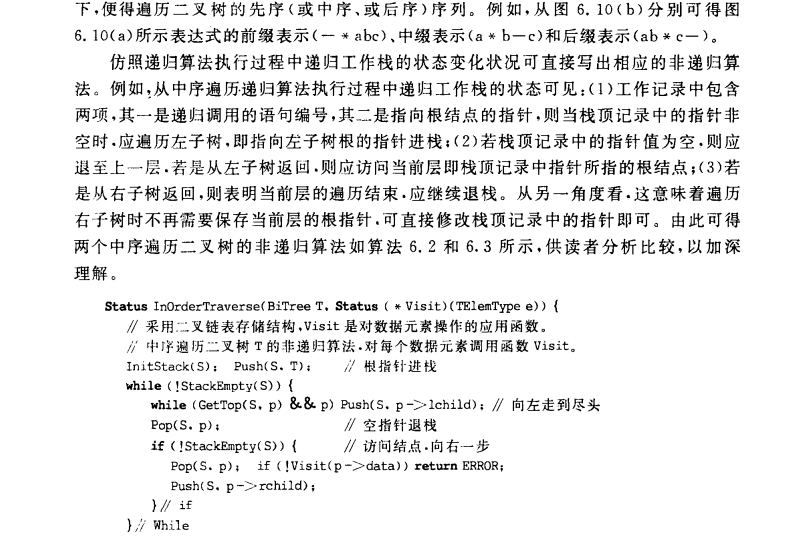 下,便得遍历二叉树的先序(或中序、或后序)序列。例如,从图 6.10(b)分别可得图
6.10(a)所示表达式的前缀表示(-*abc)、中缀表示(a*b-c)和后缀表示(ab*c-)。
仿照递归算法执行过程中递归工作栈的状态变化状况可直接写出相应的非递归算
法。例如,从中序遍历递归算法执行过程中递归工作栈的状态可见:(1)工作记录中包含
两项,其一是递归调用的语句编号,其二是指向根结点的指针,则当栈顶记录中的指针非
空时,应遍历左子树,即指向左子树根的指针进栈;(2)若栈顶记录中的指针值为空,则应
退至上一层,若是从左子树返回,则应访问当前层即栈顶记录中指针所指的根结点;(3)若
是从右子树返回,则表明当前层的遍历结束,应继续退栈。从另一角度看,这意味着遍历
右子树时不再需要保存当前层的根指针,可直接修改栈顶记录中的指针即可。由此可得
两个中序遍历二叉树的非递归算法如算法 6.2 和 6.3 所示,供读者分析比较,以加深
理解。
Status InOrderTraverse(BiTree T, Status (*Visit)(TElemType e)) {
// 采用二叉链表存储结构,Visit 是对数据元素操作的应用函数。
// 中序遍历二叉树 T 的非递归算法,对每个数据元素调用函数 Visit。
InitStack(S); Push(S, T); // 根指针进栈
while (!StackEmpty(S)) {
while (GetTop(S, p) && p) Push(S, p->lchild); // 向左走到尽头
Pop(S, p); // 空指针退栈
if (!StackEmpty(S)) { // 访问结点,向右一步
Pop(S, p); if (!Visit(p->data)) return ERROR;
Push(S, p->rchild);
}// if
}// While